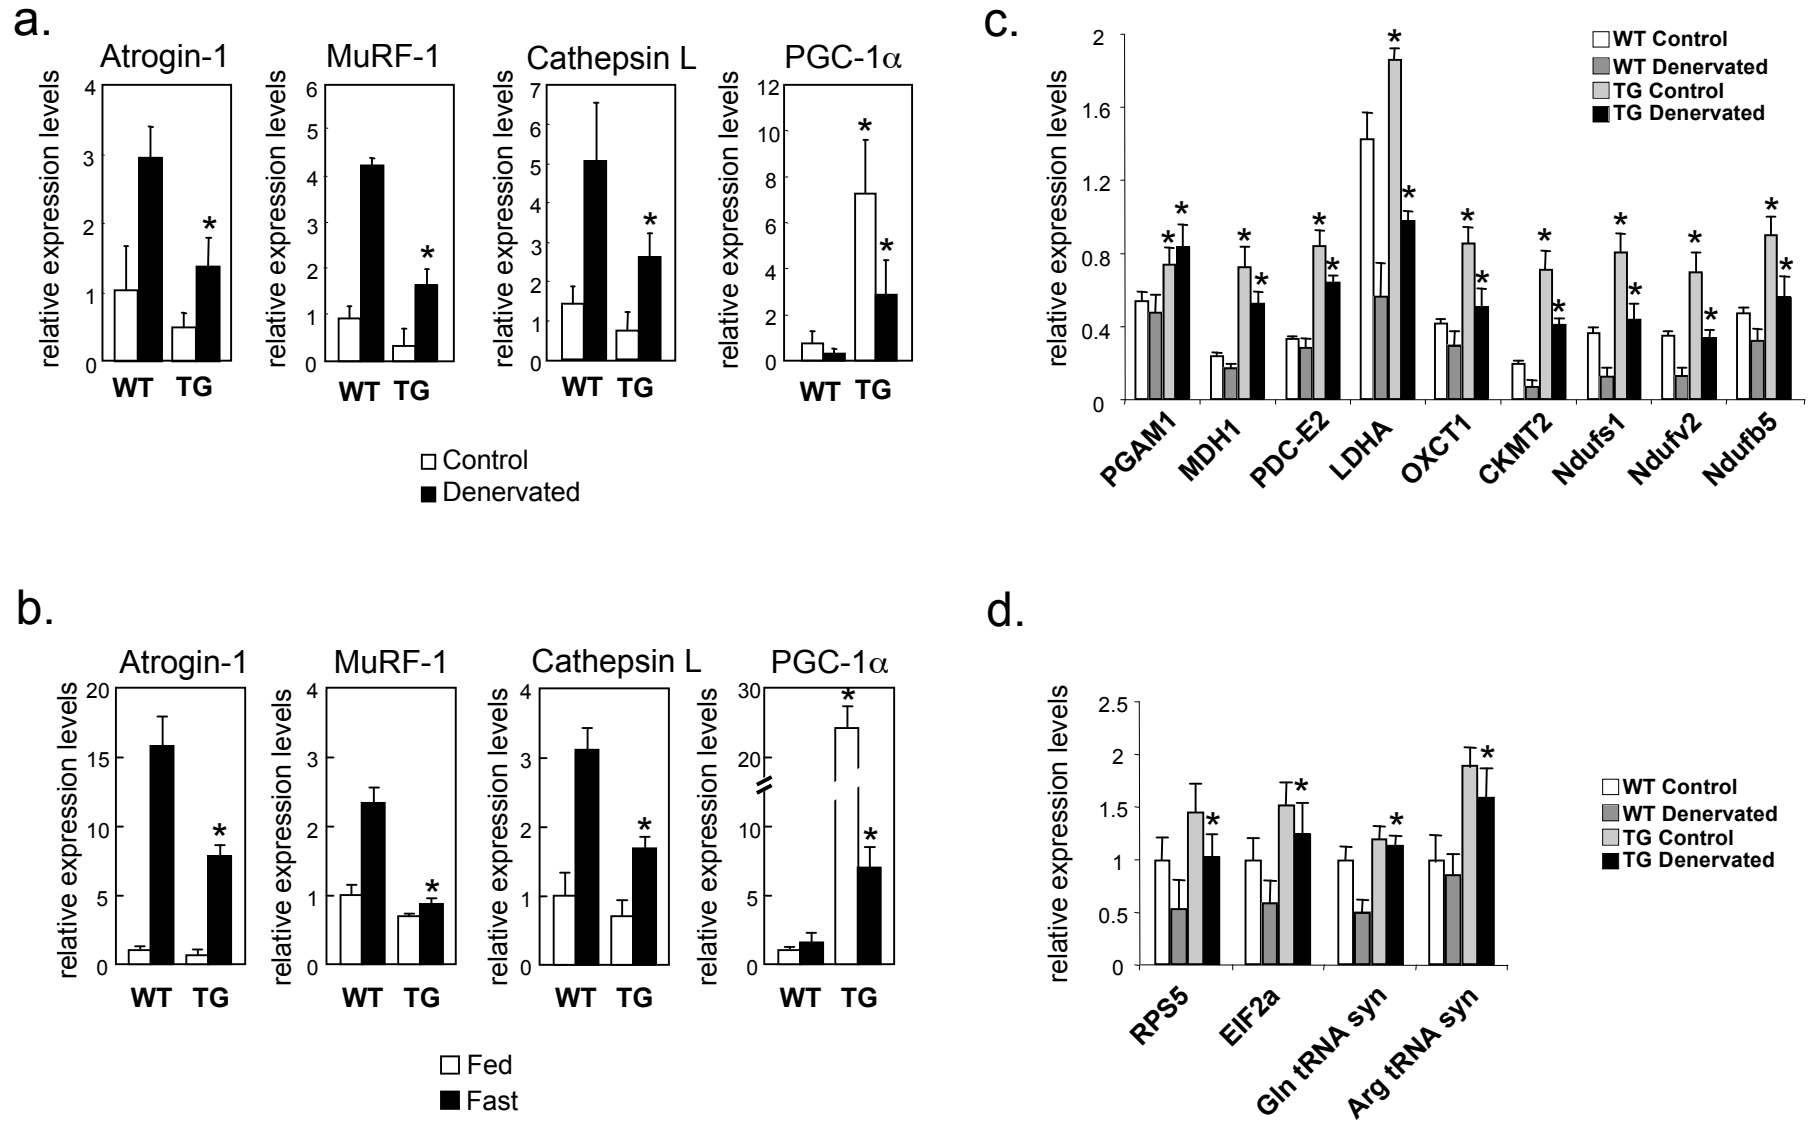 a.
Atrogin-1
relative expression levels
4
3
2
1
0
*
WT TG
MuRF-1
relative expression levels
6
5
4
3
2
1
0
*
WT TG
Cathepsin L
relative expression levels
7
6
5
4
3
2
1
0
*
WT TG
PGC-1α
relative expression levels
12
10
8
6
4
2
0
*
*
WT TG
Control
Denervated
b.
Atrogin-1
relative expression levels
20
15
10
5
0
*
WT TG
MuRF-1
relative expression levels
4
3
2
1
0
*
WT TG
Cathepsin L
relative expression levels
4
3
2
1
0
*
WT TG
PGC-1α
relative expression levels
30
20
10
5
0
*
*
WT TG
Fed
Fast
c.
relative expression levels
2
1.6
1.2
0.8
0.4
0
WT Control
WT Denervated
TG Control
TG Denervated
* * * * * * * * * * * * * * * * * *
PGAM1
MDH1
PDC-E2
LDHA
OXCT1
CKMT2
Ndufs1
Ndufv2
Ndufb5
d.
relative expression levels
2.5
2
1.5
1
0.5
0
* * * *
WT Control
WT Denervated
TG Control
TG Denervated
RPS5
EIF2a
Gln tRNA syn
Arg tRNA syn